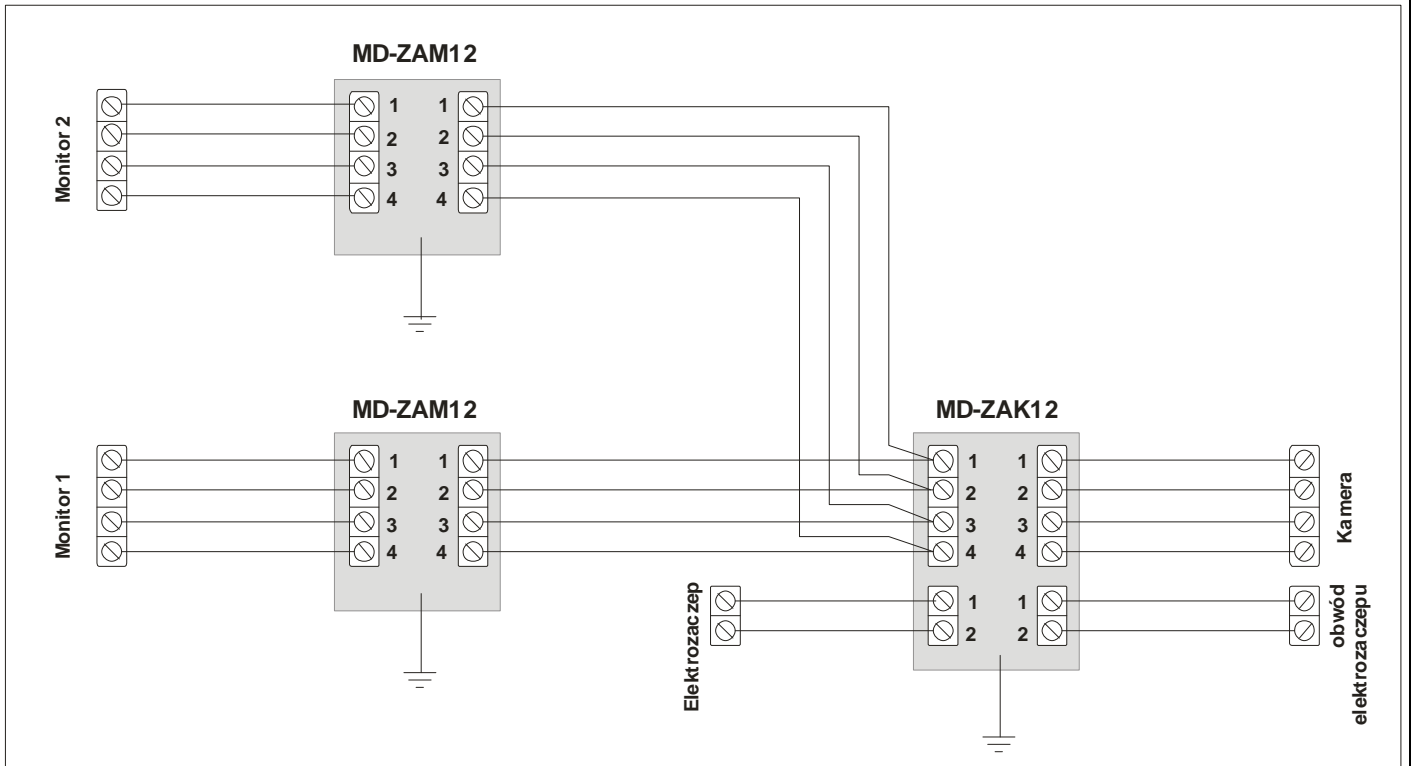 MD-ZAM12
Monitor 2
1 1
2 2
3 3
4 4
MD-ZAM12
Monitor 1
1 1
2 2
3 3
4 4
MD-ZAK12
1 1
2 2
3 3
4 4
Kamera
Elektrozaczep
1 1
2 2
obwód
elektrozaczepu